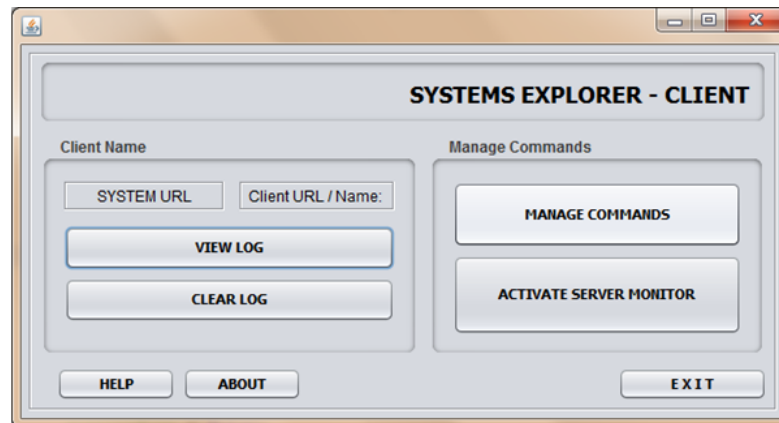 SYSTEMS EXPLORER - CLIENT
Client Name
SYSTEM URL
Client URL / Name:
VIEW LOG
CLEAR LOG
Manage Commands
MANAGE COMMANDS
ACTIVATE SERVER MONITOR
HELP
ABOUT
E X I T